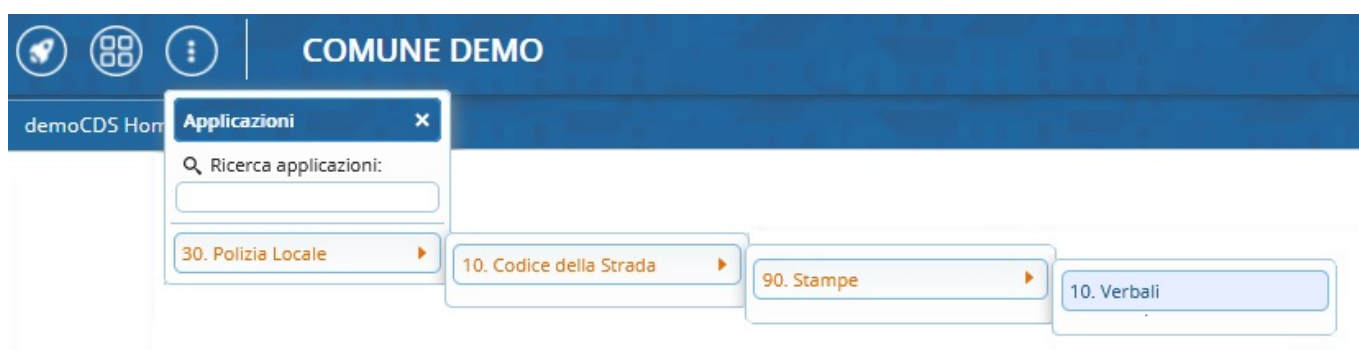 COMUNE DEMO
demoCDS Hom
Applicazioni
Ricerca applicazioni:
30. Polizia Locale
10. Codice della Strada
90. Stampe
10. Verbali